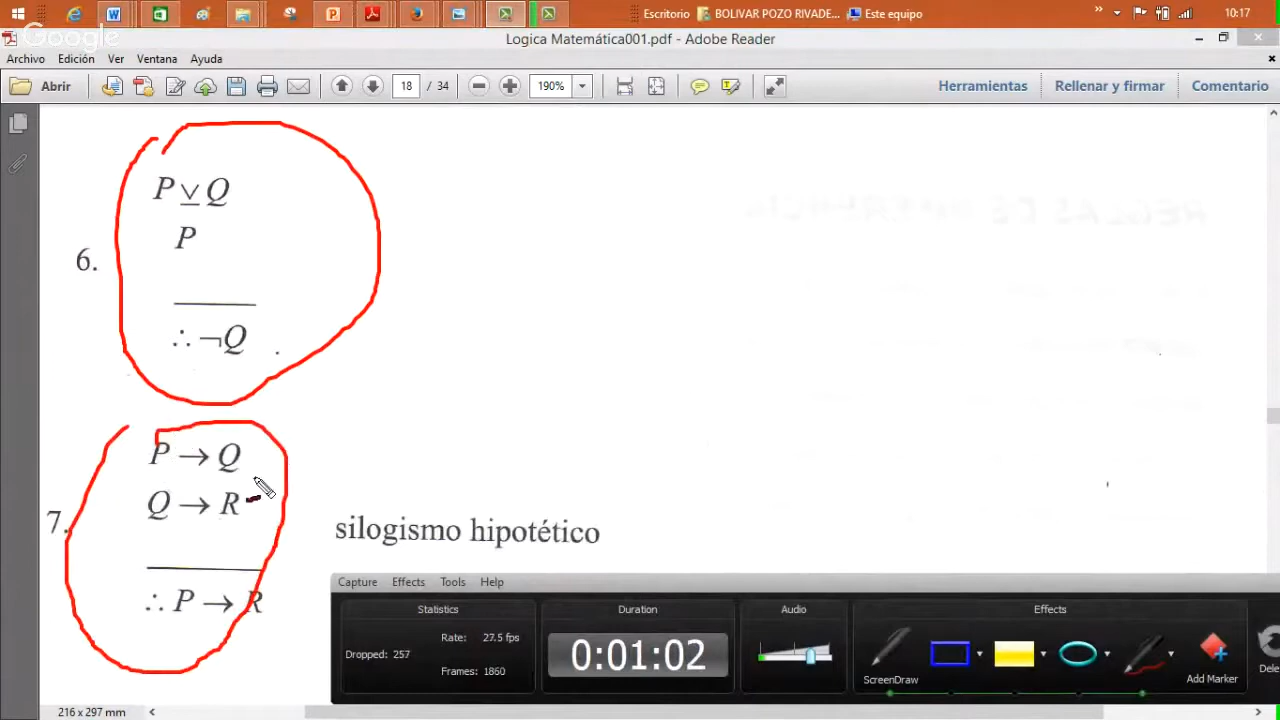 Escritorio
BOLIVAR POZO RIVADE...
Este equipo
»
10:17
Google
Logica Matemática001.pdf - Adobe Reader
Archivo Edición Ver Ventana Ayuda
Abrir
18 / 34
190%
Herramientas
Rellenar y firmar
Comentario
P ⊻ Q
P
6.
∴ ¬Q
P → Q
Q → R
7.
silogismo hipotético
∴ P → R
Capture Effects Tools Help
Statistics
Duration
Audio
Effects
Rate: 27.5 fps
Dropped: 257
Frames: 1860
0:01:02
ScreenDraw
Add Marker
Dele
216 x 297 mm